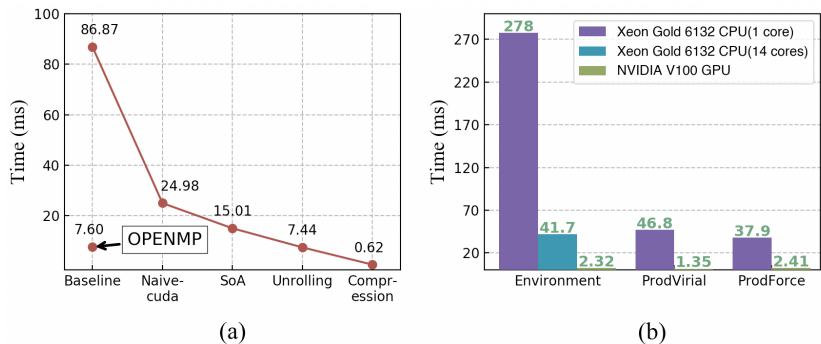 100
80
60
40
20
Time (ms)
86.87
24.98
15.01
7.44
0.62
7.60
OPENMP
Baseline
Naive-
cuda
SoA
Unrolling
Compr-
ession
(a)
270
220
170
120
70
20
Time (ms)
Xeon Gold 6132 CPU(1 core)
Xeon Gold 6132 CPU(14 cores)
NVIDIA V100 GPU
278
41.7
2.32
46.8
1.35
37.9
2.41
Environment
ProdVirial
ProdForce
(b)